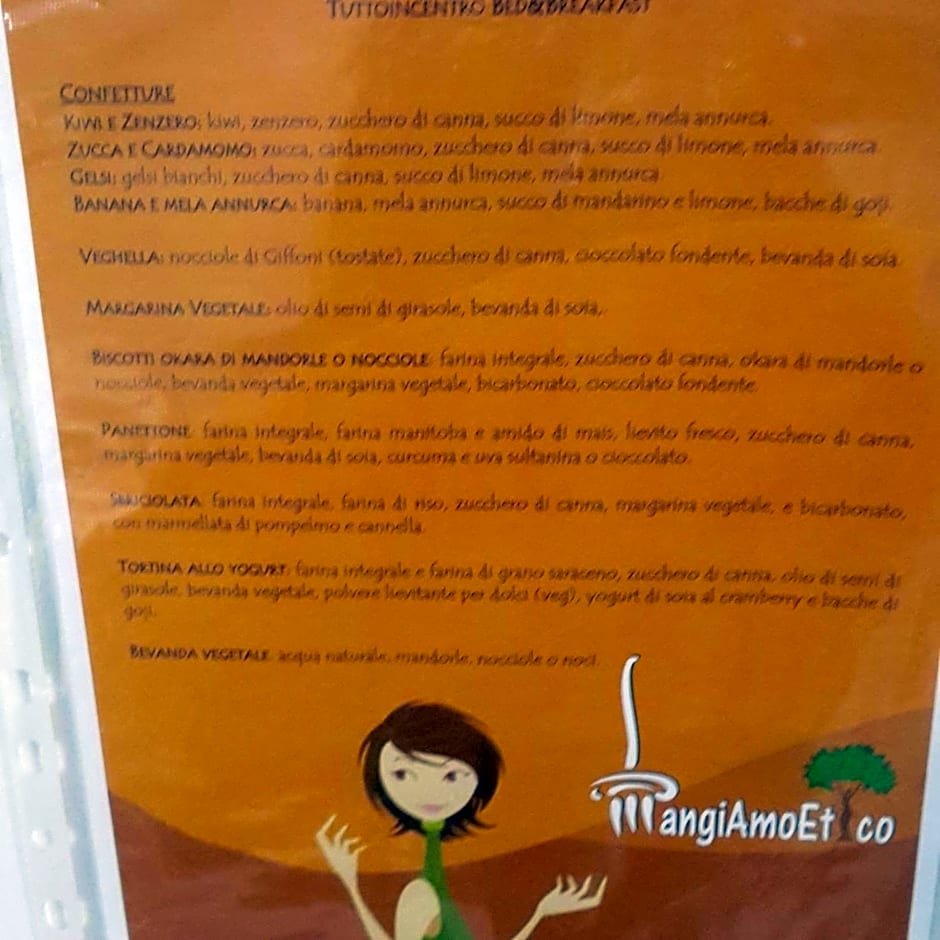 TUTTOINCENTRO BED&BREAKFAST
CONFETTURE
KIWI E ZENZERO: kiwi, zenzero, zucchero di canna, succo di limone, mela annurca.
ZUCCA E CARDAMOMO: zucca, cardamomo, zucchero di canna, succo di limone, mela annurca.
GELSI: gelsi bianchi, zucchero di canna, succo di limone, mela annurca
BANANA E MELA ANNURCA: banana, mela annurca, succo di mandarino e limone, bacche di goji.
VEGHELLA: nocciole di Giffoni (tostate), zucchero di canna, cioccolato fondente, bevanda di soia
MARGARINA VEGETALE: olio di semi di girasole, bevanda di soia,.
BISCOTTI OKARA DI MANDORLE O NOCCIOLE: farina integrale, zucchero di canna, okara di mandorle o
nocciole, bevanda vegetale, margarina vegetale, bicarbonato, cioccolato fondente.
PANETTONE: farina integrale, farina manitoba e amido di mais, lievito fresco, zucchero di canna,
margarina vegetale, bevanda di soia, curcuma e uva sultanina o cioccolato.
SBRICIOLATA: farina integrale, farina di riso, zucchero di canna, margarina vegetale, e bicarbonato,
con marmellata di pompelmo e cannella.
TORTINA ALLO YOGURT: farina integrale e farina di grano saraceno, zucchero di canna, olio di semi di
girasole, bevanda vegetale, polvere lievitante per dolci (veg), yogurt di soia al cramberry e bacche di
goji.
BEVANDA VEGETALE: acqua naturale, mandorle, nocciole o noci.
MangiAmoEtico